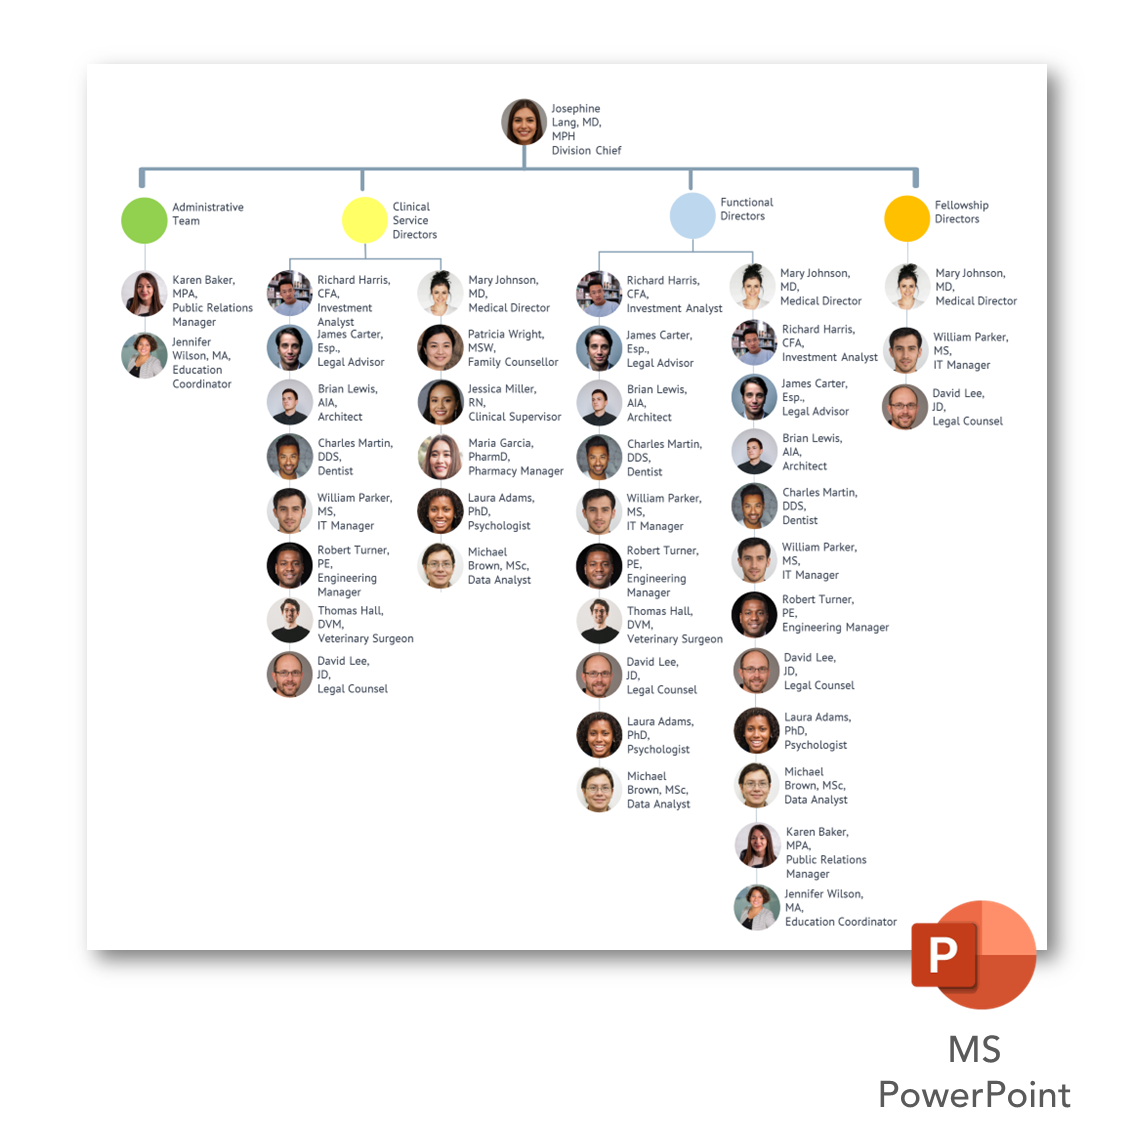 Josephine
Lang, MD,
MPH
Division Chief
Administrative
Team
Karen Baker,
MPA,
Public Relations
Manager
Jennifer
Wilson, MA,
Education
Coordinator
Clinical
Service
Directors
Richard Harris,
CFA,
Investment
Analyst
James Carter,
Esp.,
Legal Advisor
Brian Lewis,
AIA,
Architect
Charles Martin,
DDS,
Dentist
William Parker,
MS,
IT Manager
Robert Turner,
PE,
Engineering
Manager
Thomas Hall,
DVM,
Veterinary Surgeon
David Lee,
JD,
Legal Counsel
Mary Johnson,
MD,
Medical Director
Patricia Wright,
MSW,
Family Counsellor
Jessica Miller,
RN,
Clinical Supervisor
Maria Garcia,
PharmD,
Pharmacy Manager
Laura Adams,
PhD,
Psychologist
Michael
Brown, MSc,
Data Analyst
Functional
Directors
Richard Harris,
CFA,
Investment Analyst
James Carter,
Esp.,
Legal Advisor
Brian Lewis,
AIA,
Architect
Charles Martin,
DDS,
Dentist
William Parker,
MS,
IT Manager
Robert Turner,
PE,
Engineering
Manager
Thomas Hall,
DVM,
Veterinary Surgeon
David Lee,
JD,
Legal Counsel
Laura Adams,
PhD,
Psychologist
Michael
Brown, MSc,
Data Analyst
Mary Johnson,
MD,
Medical Director
Richard Harris,
CFA,
Investment Analyst
James Carter,
Esp.,
Legal Advisor
Brian Lewis,
AIA,
Architect
Charles Martin,
DDS,
Dentist
William Parker,
MS,
IT Manager
Robert Turner,
PE,
Engineering Manager
David Lee,
JD,
Legal Counsel
Laura Adams,
PhD,
Psychologist
Michael
Brown, MSc,
Data Analyst
Karen Baker,
MPA,
Public Relations
Manager
Jennifer Wilson,
MA,
Education Coordinator
Fellowship
Directors
Mary Johnson,
MD,
Medical Director
William Parker,
MS,
IT Manager
David Lee,
JD,
Legal Counsel
P
MS
PowerPoint